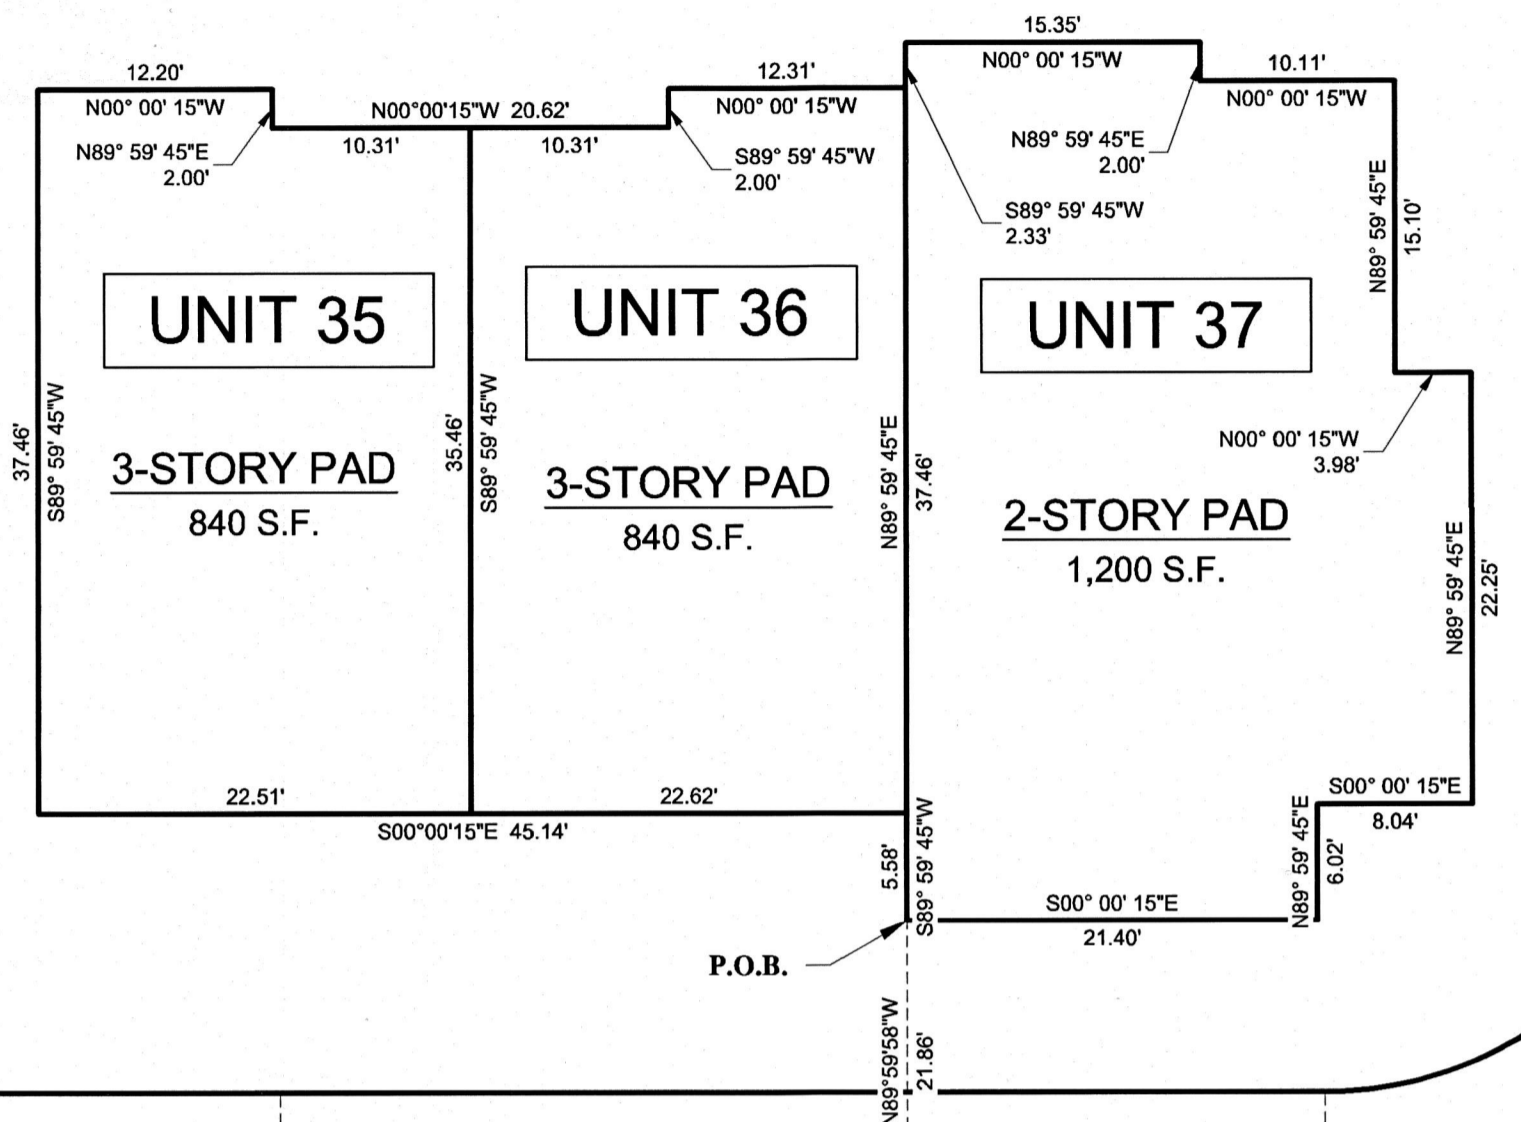 12.20'
N00° 00' 15"W
N89° 59' 45"E
2.00'
N00°00'15"W 20.62'
10.31'
10.31'
12.31'
N00° 00' 15"W
S89° 59' 45"W
2.00'
15.35'
N00° 00' 15"W
10.11'
N00° 00' 15"W
N89° 59' 45"E
2.00'
S89° 59' 45"W
2.33'
N89° 59' 45"E
15.10'
UNIT 35
UNIT 36
UNIT 37
37.46'
S89° 59' 45"W
3-STORY PAD
840 S.F.
35.46'
S89° 59' 45"W
3-STORY PAD
840 S.F.
N89° 59' 45"E
37.46'
2-STORY PAD
1,200 S.F.
N00° 00' 15"W
3.98'
N89° 59' 45"E
22.25'
22.51'
22.62'
S00°00'15"E 45.14'
5.58'
S89° 59' 45"W
S00° 00' 15"E
8.04'
N89° 59' 45"E
6.02'
S00° 00' 15"E
21.40'
P.O.B.
N89°59'58"W
21.86'